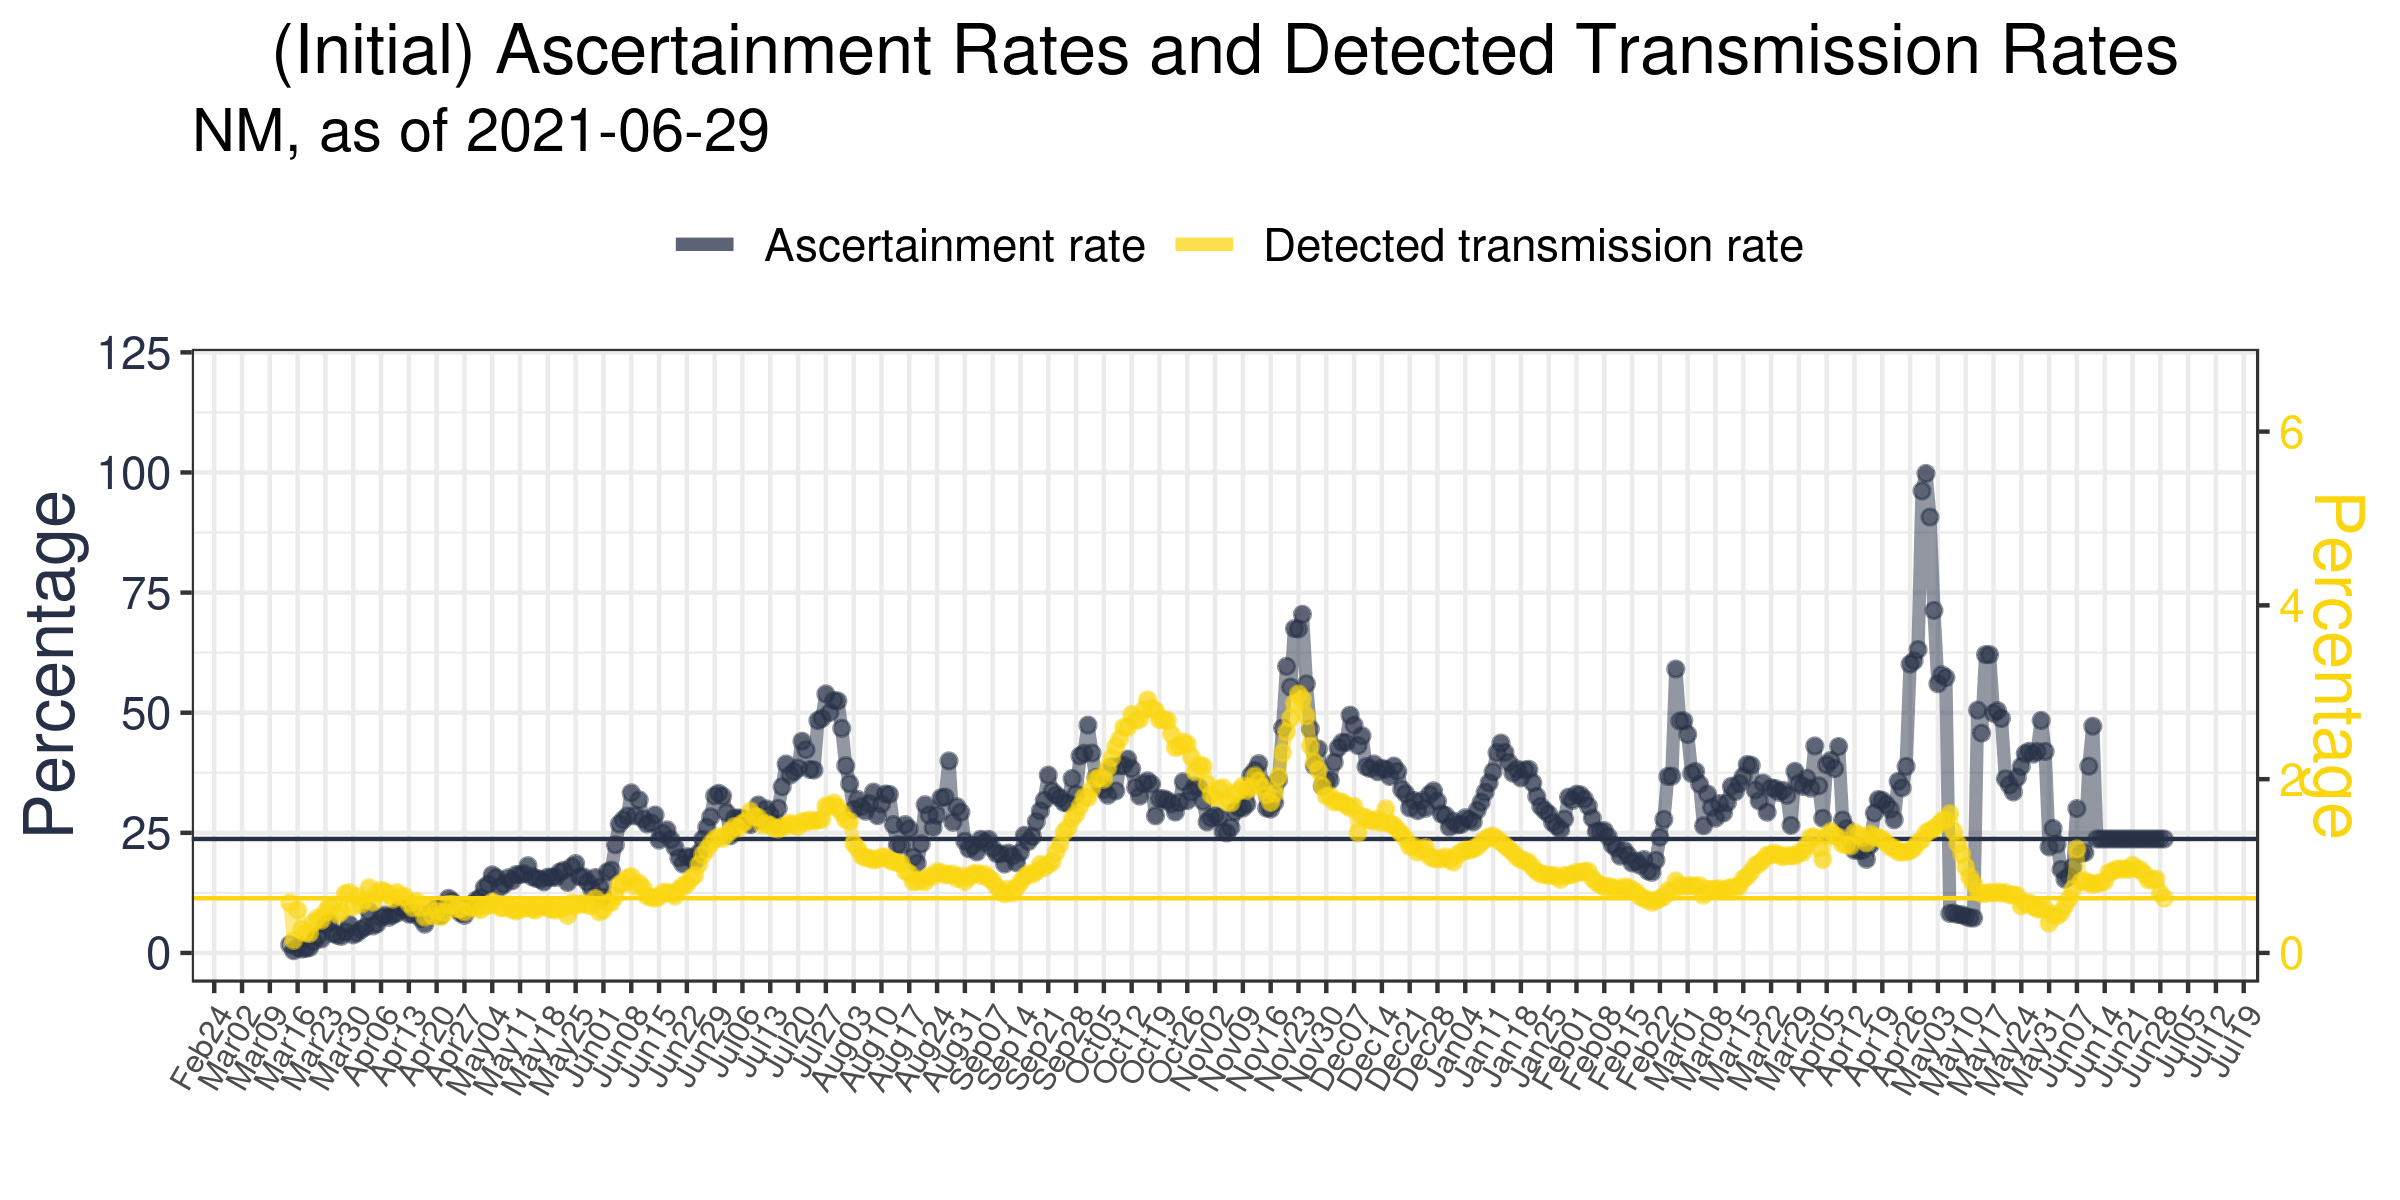 (Initial) Ascertainment Rates and Detected Transmission Rates
NM, as of 2021-06-29
Ascertainment rate
Detected transmission rate
Percentage
125
100
75
50
25
0
6
4
2
0
Percentage
Feb24
Mar02
Mar09
Mar16
Mar23
Mar30
Apr06
Apr13
Apr20
Apr27
May04
May11
May18
May25
Jun01
Jun08
Jun15
Jun22
Jun29
Jul06
Jul13
Jul20
Jul27
Aug03
Aug10
Aug17
Aug24
Aug31
Sep07
Sep14
Sep21
Sep28
Oct05
Oct12
Oct19
Oct26
Nov02
Nov09
Nov16
Nov23
Nov30
Dec07
Dec14
Dec21
Dec28
Jan04
Jan11
Jan18
Jan25
Feb01
Feb08
Feb15
Feb22
Mar01
Mar08
Mar15
Mar22
Mar29
Apr05
Apr12
Apr19
Apr26
May03
May10
May17
May24
May31
Jun07
Jun14
Jun21
Jun28
Jul05
Jul12
Jul19